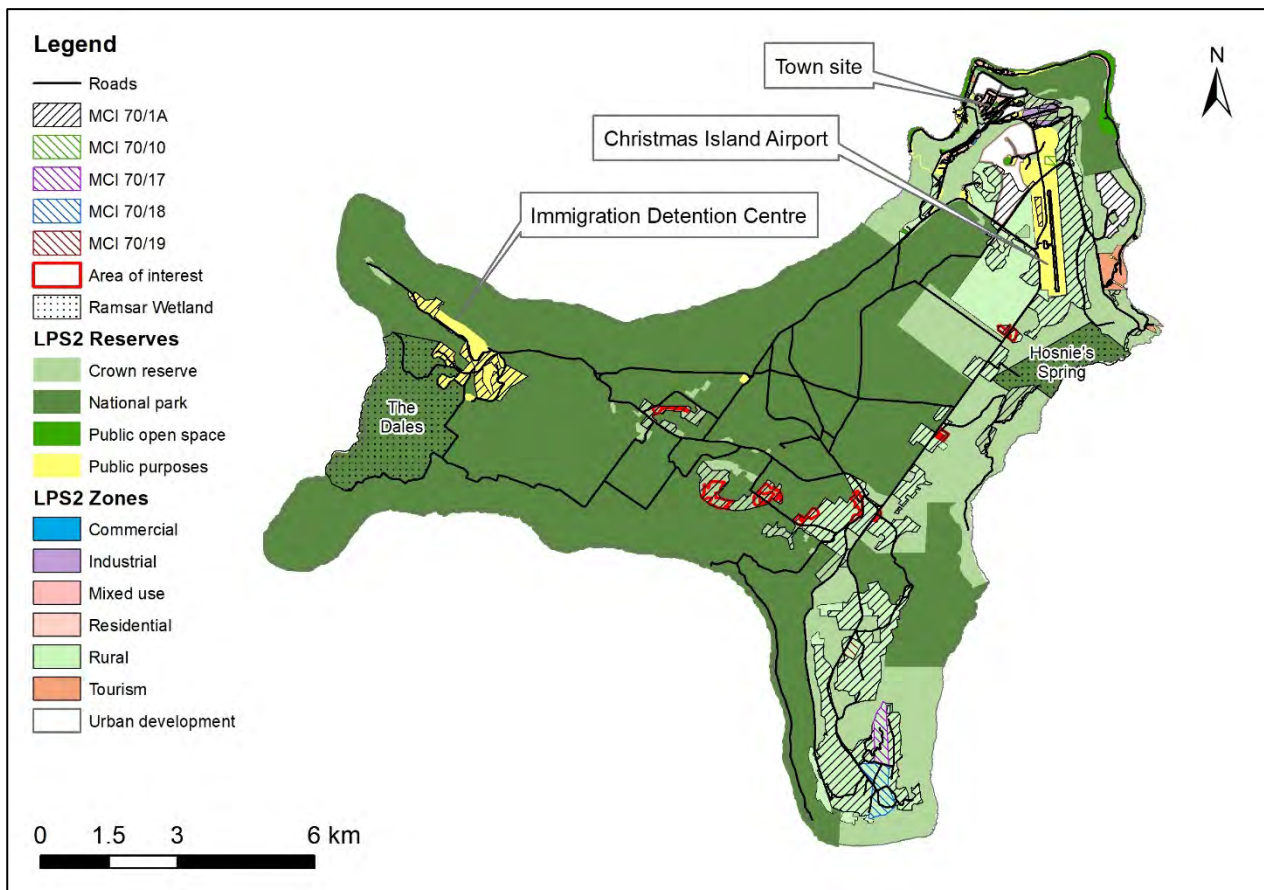 Legend
Roads
MCI 70/1A
MCI 70/10
MCI 70/17
MCI 70/18
MCI 70/19
Area of interest
Ramsar Wetland
LPS2 Reserves
Crown reserve
National park
Public open space
Public purposes
LPS2 Zones
Commercial
Industrial
Mixed use
Residential
Rural
Tourism
Urban development
0 1.5 3 6 km
Town site
Christmas Island Airport
Immigration Detention Centre
N
Hosnie's
Spring
The
Dales